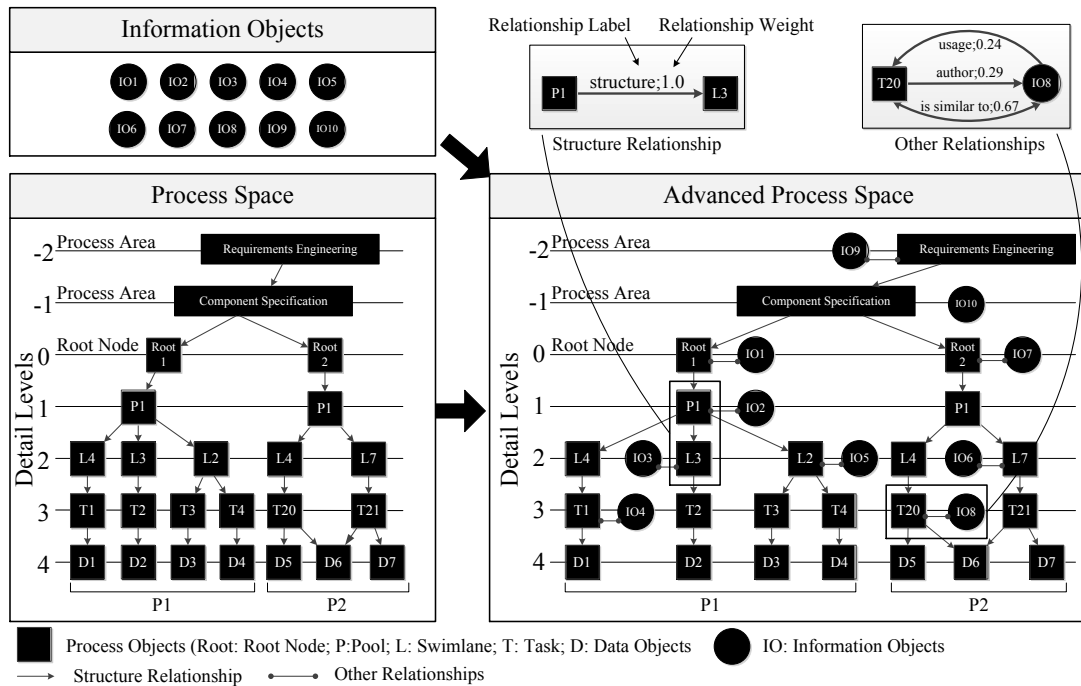 Information Objects
IO1 IO2 IO3 IO4 IO5
IO6 IO7 IO8 IO9 IO10
Relationship Label Relationship Weight
P1 structure;1.0 L3
Structure Relationship
usage;0.24
T20 author;0.29 IO8
is similar to;0.67
Other Relationships
Process Space
Detail Levels
-2 Process Area Requirements Engineering
-1 Process Area Component Specification
0 Root Node Root 1 Root 2
1 P1 P1
2 L4 L3 L2 L4 L7
3 T1 T2 T3 T4 T20 T21
4 D1 D2 D3 D4 D5 D6 D7
P1 P2
Advanced Process Space
Detail Levels
-2 Process Area IO9 Requirements Engineering
-1 Process Area Component Specification IO10
0 Root Node Root 1 IO1 Root 2 IO7
1 P1 IO2 P1
2 L4 IO3 L3 L2 IO5 L4 IO6 L7
3 T1 IO4 T2 T3 T4 T20 IO8 T21
4 D1 D2 D3 D4 D5 D6 D7
P1 P2
Process Objects (Root: Root Node; P:Pool; L: Swimlane; T: Task; D: Data Objects) IO: Information Objects
Structure Relationship Other Relationships